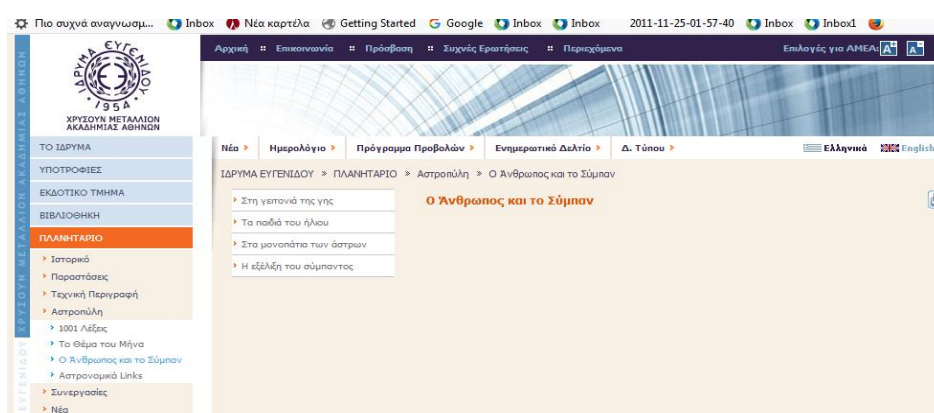 Πιο συχνά αναγνωσμ... Inbox Νέα καρτέλα Getting Started Google Inbox Inbox 2011-11-25-01-57-40 Inbox Inbox1
Αρχική Επικοινωνία Πρόσβαση Συχνές Ερωτήσεις Περιεχόμενα Επιλογές για ΑΜΕΑ: A A
ΕΥΓΕΝΙΔΟΥ
1954
ΧΡΥΣΟΥΝ ΜΕΤΑΛΛΙΟΝ
ΑΚΑΔΗΜΙΑΣ ΑΘΗΝΩΝ
Νέα Ημερολόγιο Πρόγραμμα Προβολών Ενημερωτικό Δελτίο Δ. Τύπου Ελληνικά English
ΙΔΡΥΜΑ ΕΥΓΕΝΙΔΟΥ » ΠΛΑΝΗΤΑΡΙΟ » Αστροπύλη » Ο Άνθρωπος και το Σύμπαν
ΤΟ ΙΔΡΥΜΑ
ΥΠΟΤΡΟΦΙΕΣ
ΕΚΔΟΤΙΚΟ ΤΜΗΜΑ
ΒΙΒΛΙΟΘΗΚΗ
ΠΛΑΝΗΤΑΡΙΟ
Ιστορικό
Παραστάσεις
Τεχνική Περιγραφή
Αστροπύλη
1001 Λέξεις
Το Θέμα του Μήνα
Ο Άνθρωπος και το Σύμπαν
Αστρονομικά Links
Συνεργασίες
Νέα
Στη γειτονιά της γης
Τα παιδιά του ήλιου
Στα μονοπάτια των άστρων
Η εξέλιξη του σύμπαντος
Ο Άνθρωπος και το Σύμπαν
ΕΥΓΕΝΙΔΟΥ ΧΡΥΣΟΥΝ ΜΕΤΑΛΛΙΟΝ ΑΚΑΔΗΜΙΑΣ ΑΘΗΝΩΝ